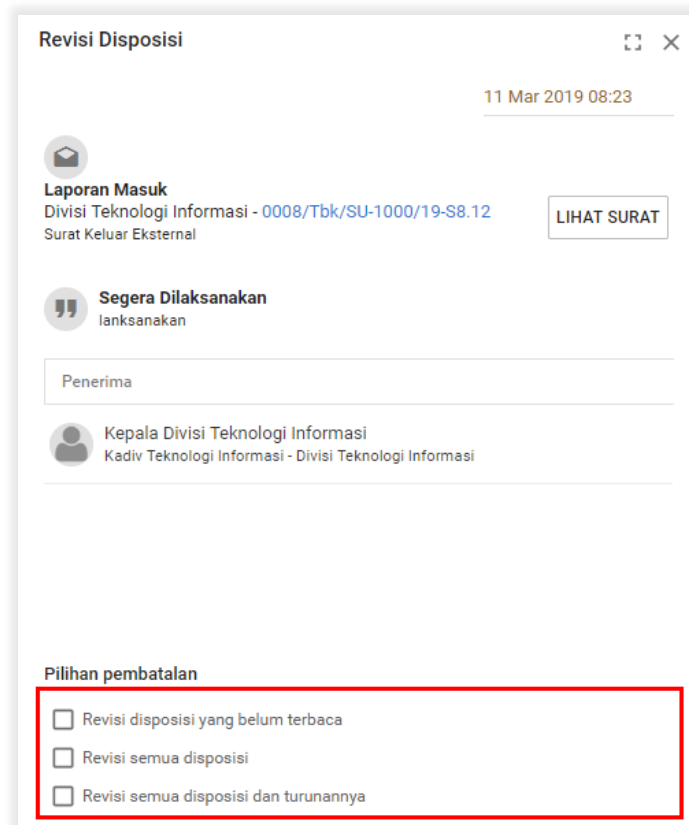 Revisi Disposisi
11 Mar 2019 08:23
Laporan Masuk
Divisi Teknologi Informasi - 0008/Tbk/SU-1000/19-S8.12
LIHAT SURAT
Surat Keluar Eksternal
Segera Dilaksanakan
lanksanakan
Penerima
Kepala Divisi Teknologi Informasi
Kadiv Teknologi Informasi - Divisi Teknologi Informasi
Pilihan pembatalan
Revisi disposisi yang belum terbaca
Revisi semua disposisi
Revisi semua disposisi dan turunannya